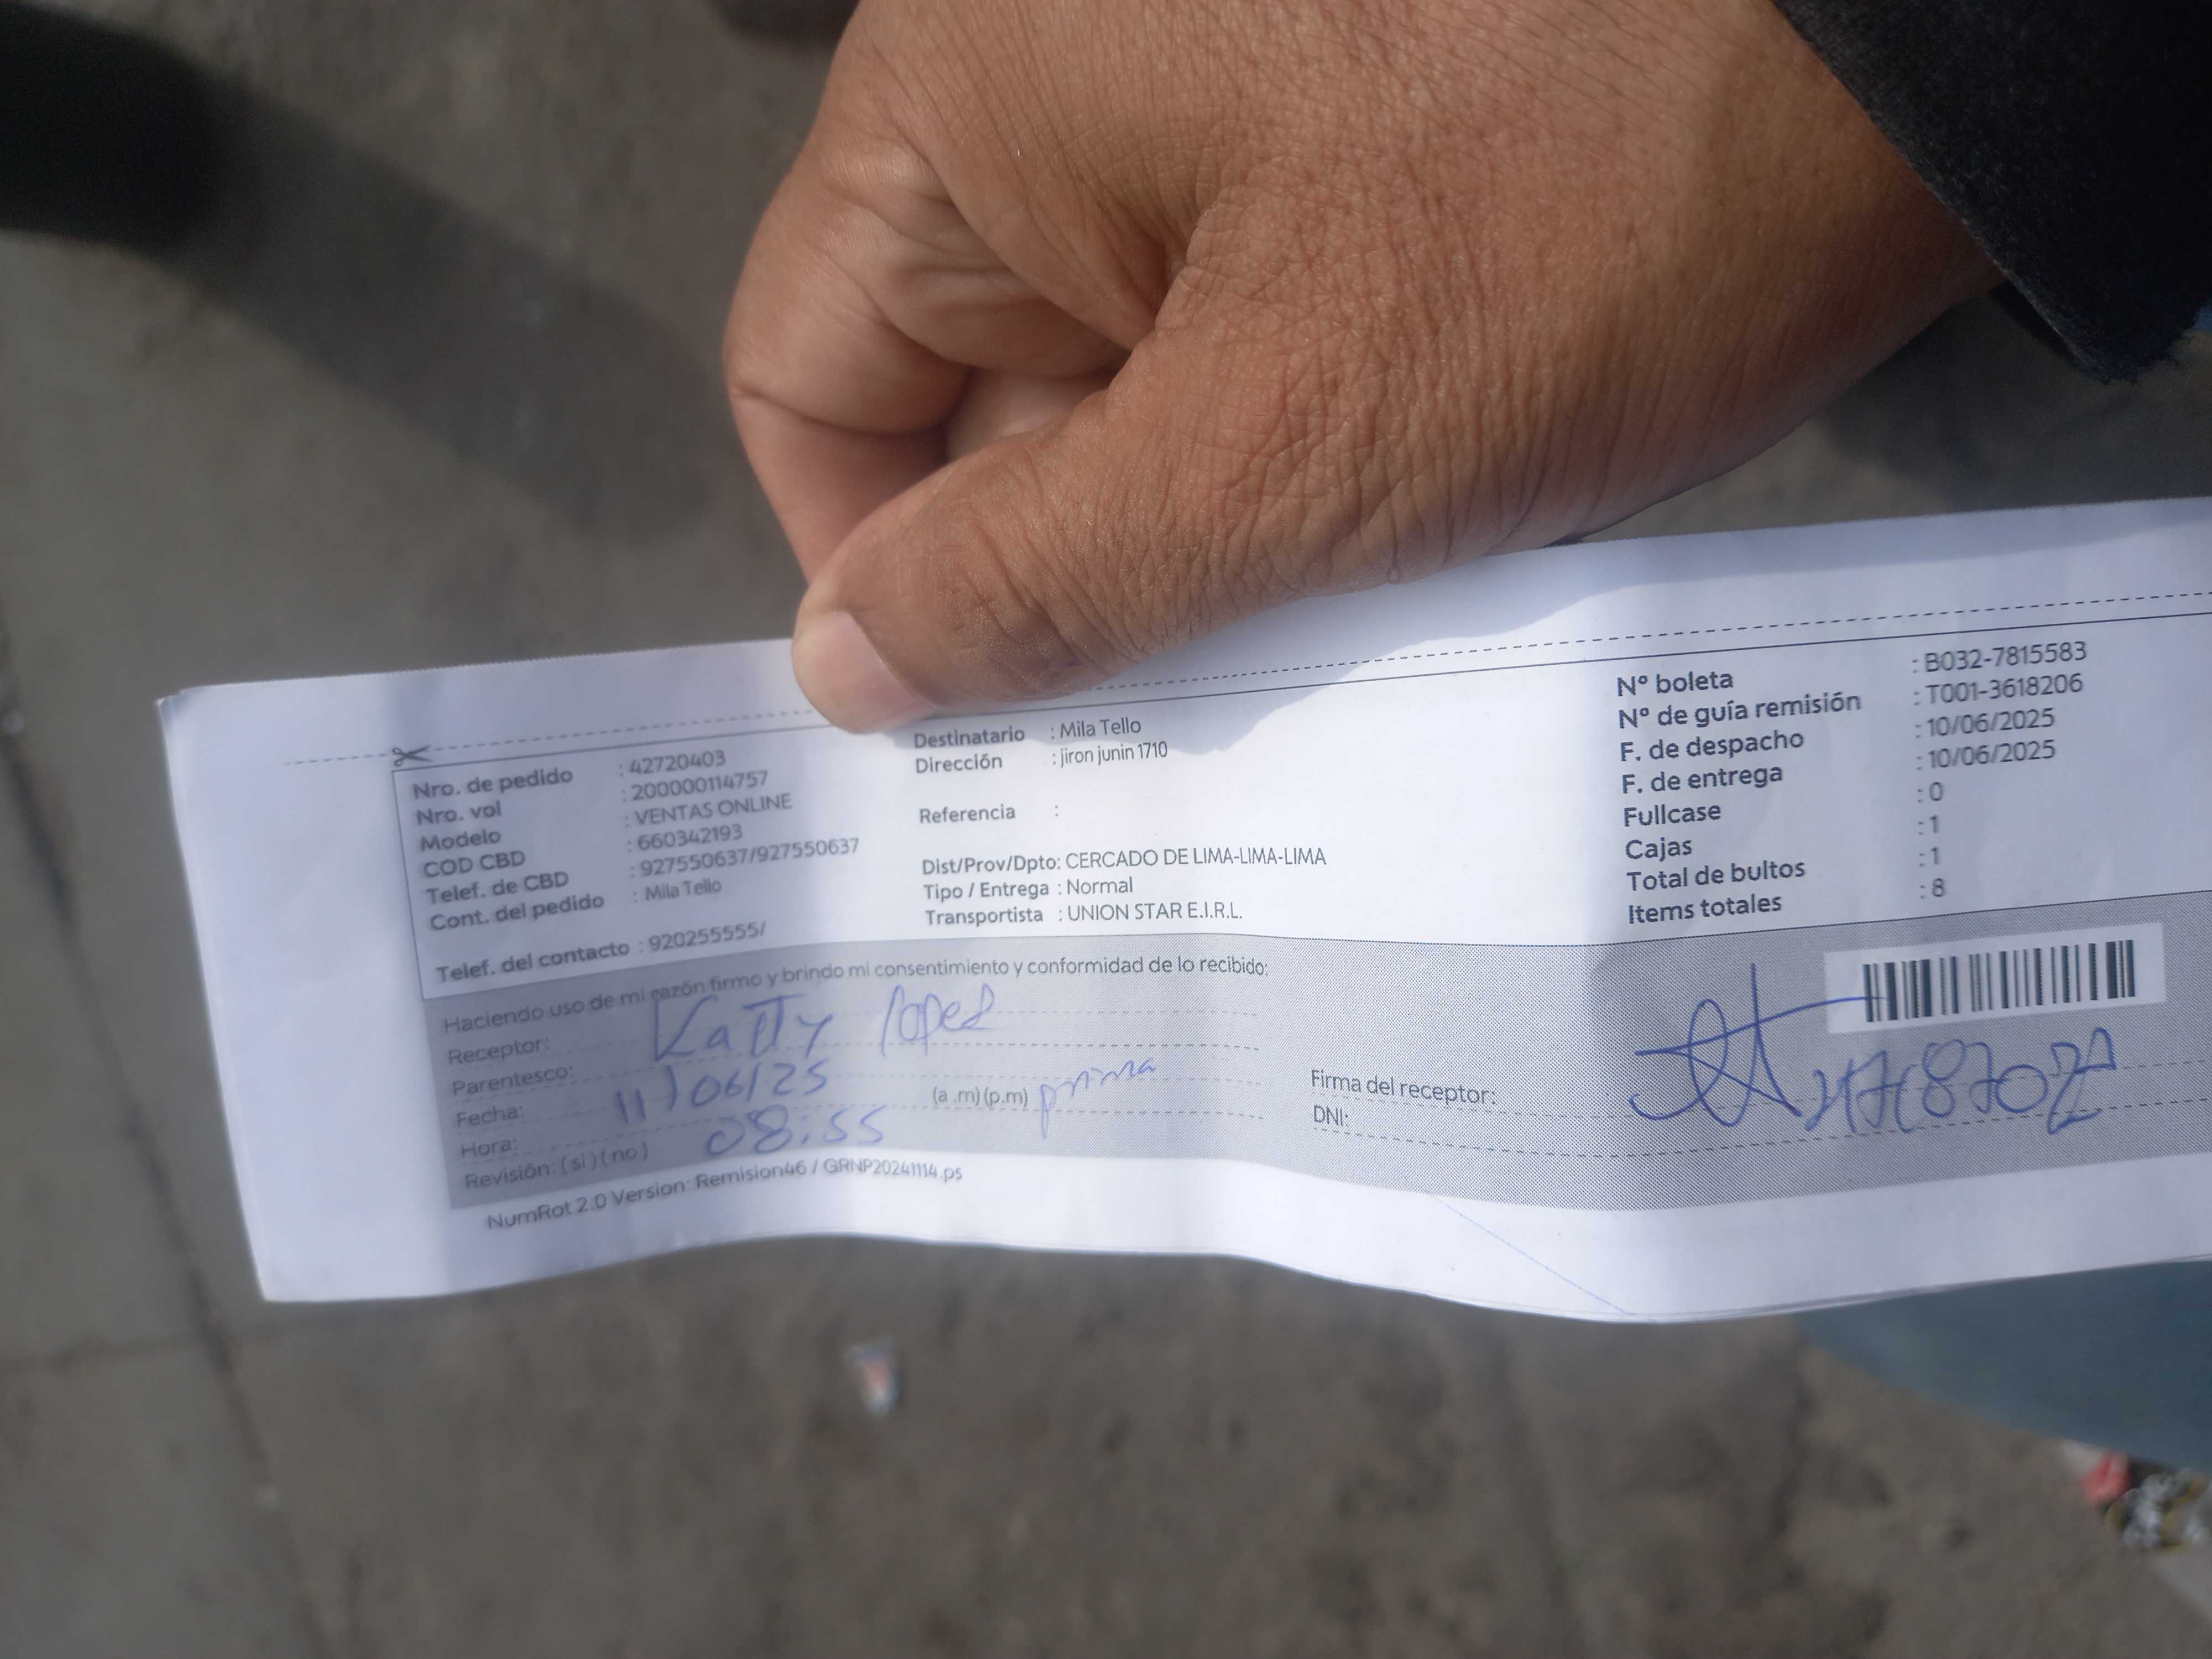 Nro. de pedido : 42720403
Nro. vol : 200000114757
Modelo : VENTAS ONLINE
COD CBD : 660342193
Telef. de CBD : 927550637/927550637
Cont. del pedido : Mila Tello
Telef. del contacto : 920255555/
Destinatario : Mila Tello
Dirección : jiron junin 1710
Referencia :
Dist/Prov/Dpto: CERCADO DE LIMA-LIMA-LIMA
Tipo / Entrega : Normal
Transportista : UNION STAR E.I.R.L.
Nº boleta : B032-7815583
Nº de guía remisión : T001-3618206
F. de despacho : 10/06/2025
F. de entrega : 10/06/2025
Fullcase : 0
Cajas : 1
Total de bultos : 1
Items totales : 8
Haciendo uso de mi razón firmo y brindo mi consentimiento y conformidad de lo recibido:
Receptor: Katty lopez
Parentesco: prima
Fecha: 11/06/25
Hora: 08:55 (a .m) (p.m)
Revisión: ( si ) ( no )
Firma del receptor:
DNI:
NumRot 2.0 Version: Remision46 / GRNP20241114.ps